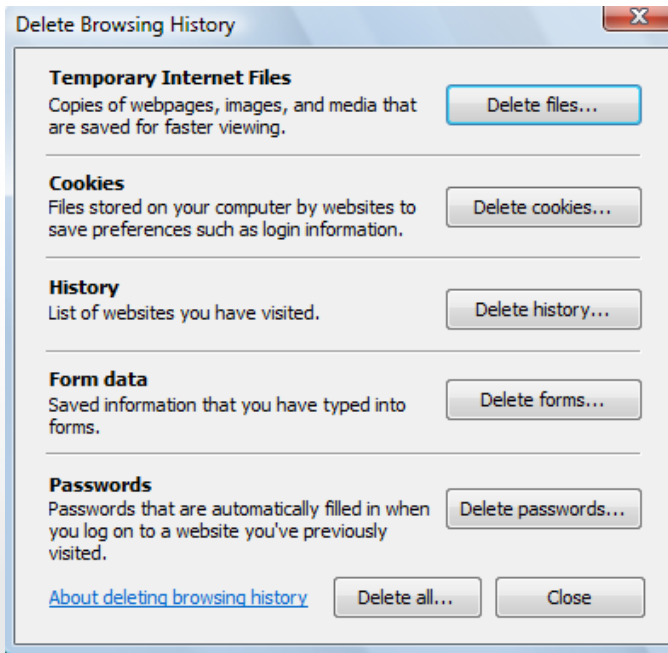 Delete Browsing History
Temporary Internet Files
Copies of webpages, images, and media that
are saved for faster viewing.
Delete files...
Cookies
Files stored on your computer by websites to
save preferences such as login information.
Delete cookies...
History
List of websites you have visited.
Delete history...
Form data
Saved information that you have typed into
forms.
Delete forms...
Passwords
Passwords that are automatically filled in when
you log on to a website you've previously
visited.
Delete passwords...
About deleting browsing history
Delete all...
Close